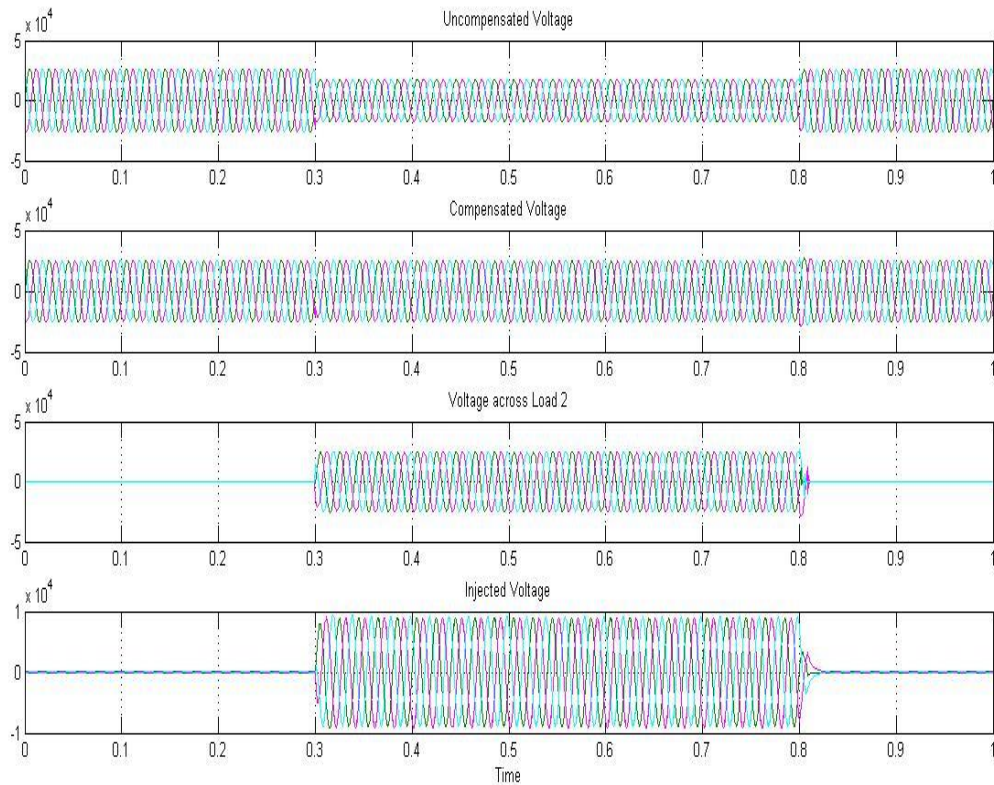 Uncompensated Voltage
x 10^4
5
0
-5
0 0.1 0.2 0.3 0.4 0.5 0.6 0.7 0.8 0.9 1
Compensated Voltage
x 10^4
5
0
-5
0 0.1 0.2 0.3 0.4 0.5 0.6 0.7 0.8 0.9 1
Voltage across Load 2
x 10^4
5
0
-5
0 0.1 0.2 0.3 0.4 0.5 0.6 0.7 0.8 0.9 1
Injected Voltage
x 10^4
1
0
-1
0 0.1 0.2 0.3 0.4 0.5 0.6 0.7 0.8 0.9 1
Time